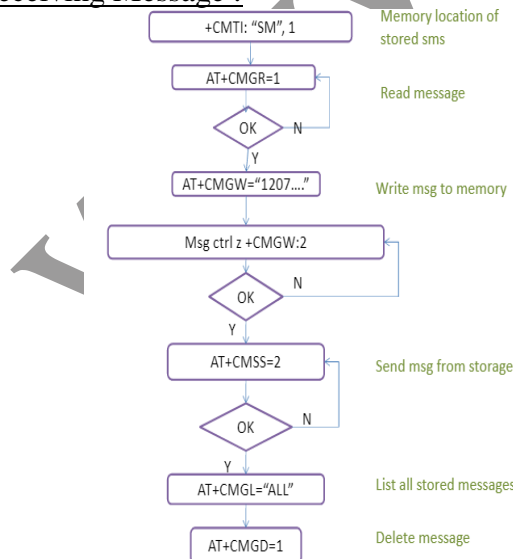 eceiving Message :
+CMTI: “SM”, 1
Memory location of
stored sms
AT+CMGR=1
Read message
OK
N
Y
AT+CMGW=“1207....”
Write msg to memory
Msg ctrl z +CMGW:2
N
OK
Y
AT+CMSS=2
Send msg from storage
OK
N
Y
AT+CMGL=“ALL”
List all stored messages
AT+CMGD=1
Delete message